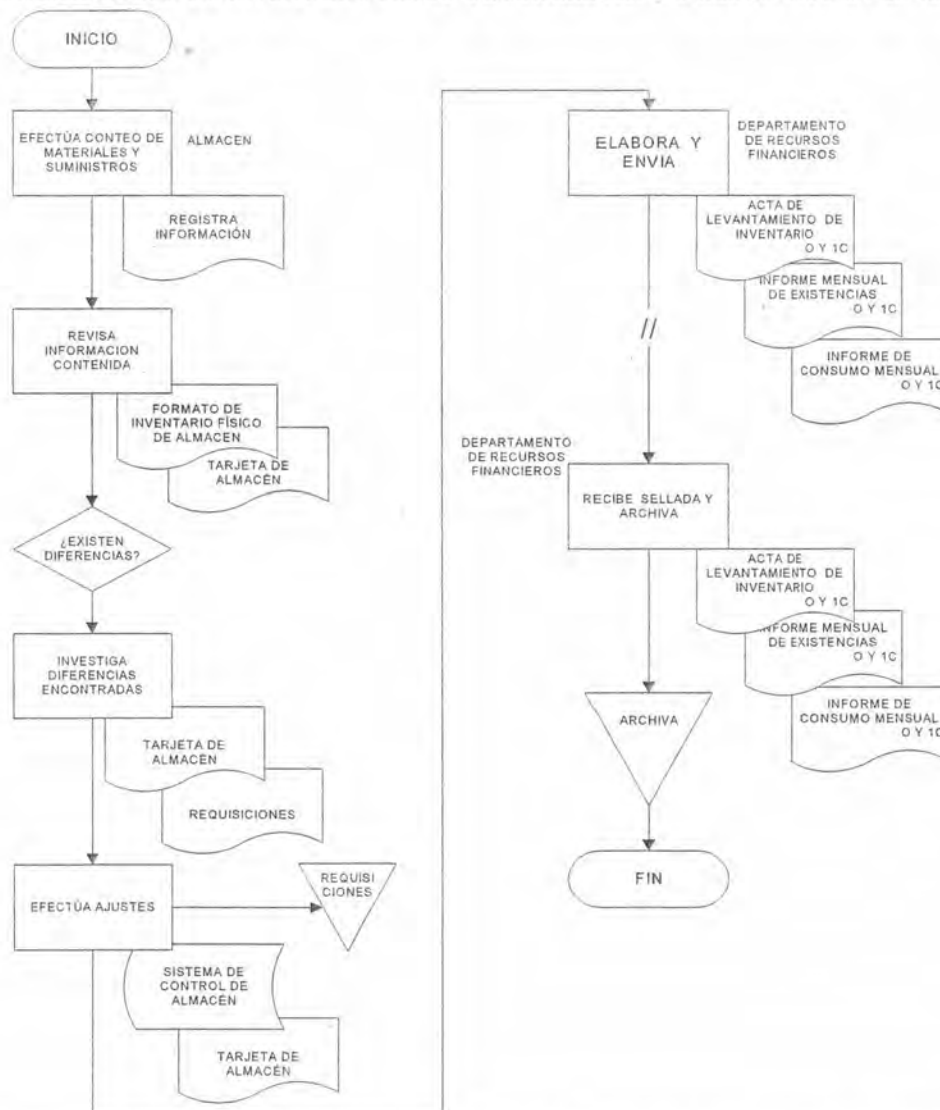 INICIO
EFECTÚA CONTEO DE
MATERIALES Y
SUMINISTROS
ALMACEN
REGISTRA
INFORMACIÓN
REVISA
INFORMACION
CONTENIDA
FORMATO DE
INVENTARIO FÍSICO
DE ALMACEN
TARJETA DE
ALMACÉN
¿EXISTEN
DIFERENCIAS?
INVESTIGA
DIFERENCIAS
ENCONTRADAS
TARJETA DE
ALMACÉN
REQUISICIONES
EFECTÚA AJUSTES
REQUISI
CIONES
SISTEMA DE
CONTROL DE
ALMACÉN
TARJETA DE
ALMACÉN
ELABORA Y
ENVIA
DEPARTAMENTO
DE RECURSOS
FINANCIEROS
ACTA DE
LEVANTAMIENTO DE
INVENTARIO
O Y 1C
INFORME MENSUAL
DE EXISTENCIAS
O Y 1C
INFORME DE
CONSUMO MENSUAL
O Y 1C
//
DEPARTAMENTO
DE RECURSOS
FINANCIEROS
RECIBE SELLADA Y
ARCHIVA
ACTA DE
LEVANTAMIENTO DE
INVENTARIO
O Y 1C
INFORME MENSUAL
DE EXISTENCIAS
O Y 1C
INFORME DE
CONSUMO MENSUAL
O Y 1C
ARCHIVA
FIN